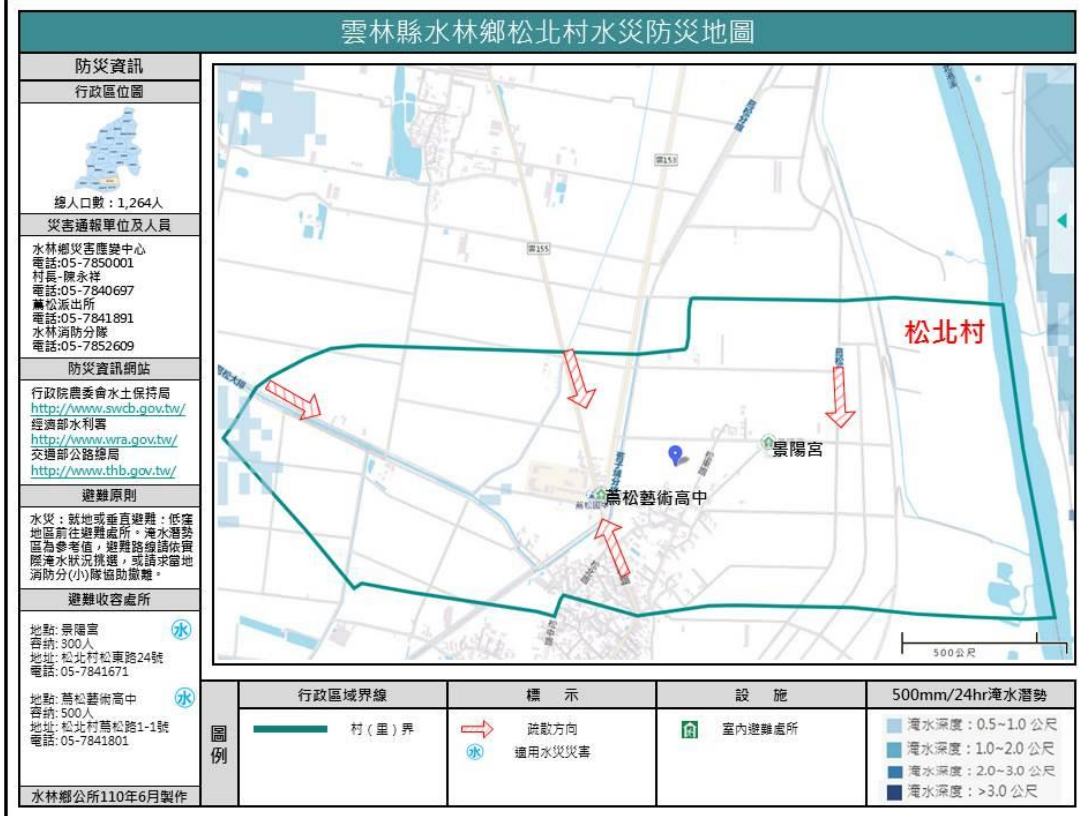 雲林縣水林鄉松北村水災防災地圖
防災資訊
行政區位圖
總人口數：1,264人
災害通報單位及人員
水林鄉災害應變中心
電話:05-7850001
村長-陳永祥
電話:05-7840697
蔦松派出所
電話:05-7841891
水林消防分隊
電話:05-7852609
防災資訊網站
行政院農委會水土保持局
http://www.swcb.gov.tw/
經濟部水利署
http://www.wra.gov.tw/
交通部公路總局
http://www.thb.gov.tw/
避難原則
水災：就地或垂直避難：低窪
地區前往避難處所。淹水潛勢
區為參考值，避難路線請依實
際淹水狀況挑選，或請求當地
消防分(小)隊協助撤離。
避難收容處所
地點: 景陽宮
水
容納: 300人
地址: 松北村松東路24號
電話: 05-7841671
地點: 蔦松藝術高中
水
容納: 500人
地址: 松北村蔦松路1-1號
電話: 05-7841801
水林鄉公所110年6月製作
雲153
雲155
松北村
景陽宮
蔦松藝術高中
500公尺
圖例
行政區域界線
村（里）界
標 示
疏散方向
水
適用水災災害
設 施
室內避難處所
500mm/24hr淹水潛勢
淹水深度：0.5~1.0 公尺
淹水深度：1.0~2.0 公尺
淹水深度：2.0~3.0 公尺
淹水深度：>3.0 公尺